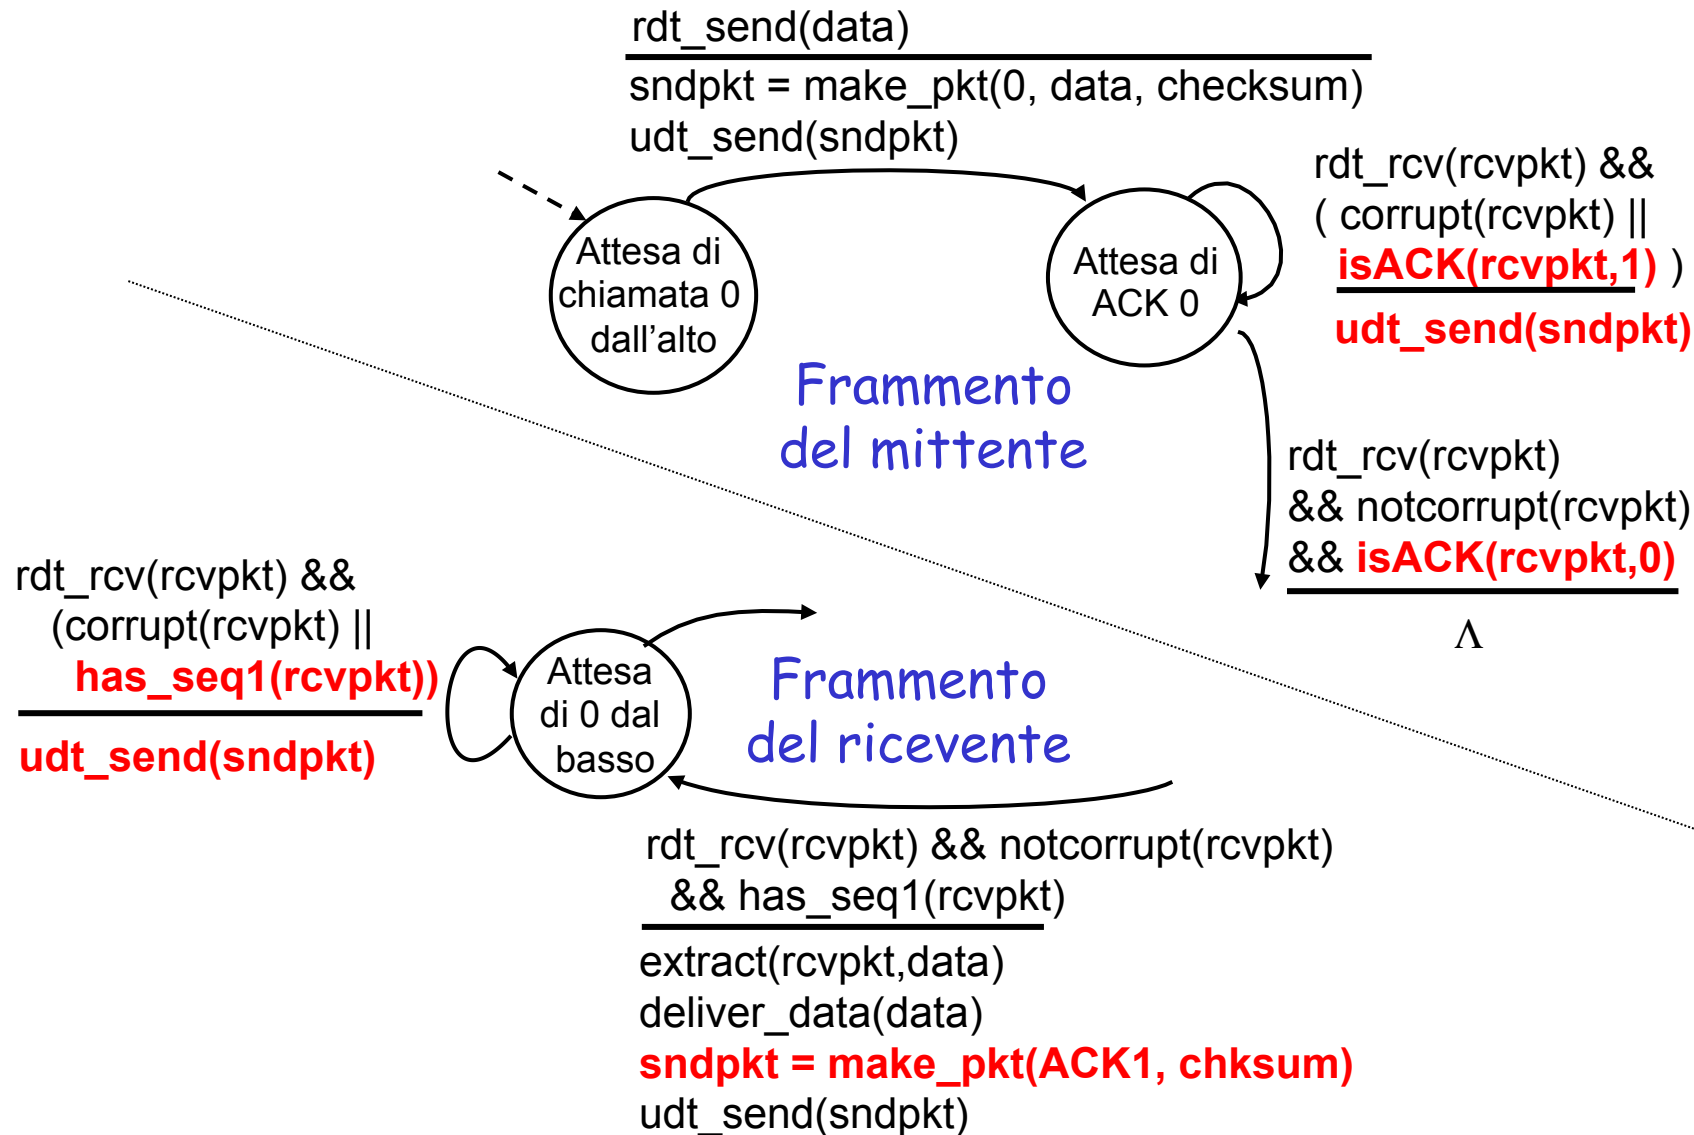 rdt_send(data)
sndpkt = make_pkt(0, data, checksum)
udt_send(sndpkt)
Attesa di
chiamata 0
dall’alto
Attesa di
ACK 0
rdt_rcv(rcvpkt) &&
( corrupt(rcvpkt) ||
isACK(rcvpkt,1) )
udt_send(sndpkt)
Frammento
del mittente
rdt_rcv(rcvpkt)
&& notcorrupt(rcvpkt)
&& isACK(rcvpkt,0)
Λ
rdt_rcv(rcvpkt) &&
(corrupt(rcvpkt) ||
has_seq1(rcvpkt))
udt_send(sndpkt)
Attesa
di 0 dal
basso
Frammento
del ricevente
rdt_rcv(rcvpkt) && notcorrupt(rcvpkt)
&& has_seq1(rcvpkt)
extract(rcvpkt,data)
deliver_data(data)
sndpkt = make_pkt(ACK1, chksum)
udt_send(sndpkt)